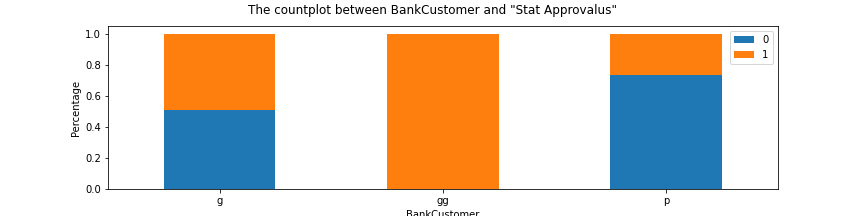 The countplot between BankCustomer and "Stat Approvalus"
1.0
0.8
0.6
0.4
0.2
0.0
Percentage
0
1
g gg p
BankCustomer